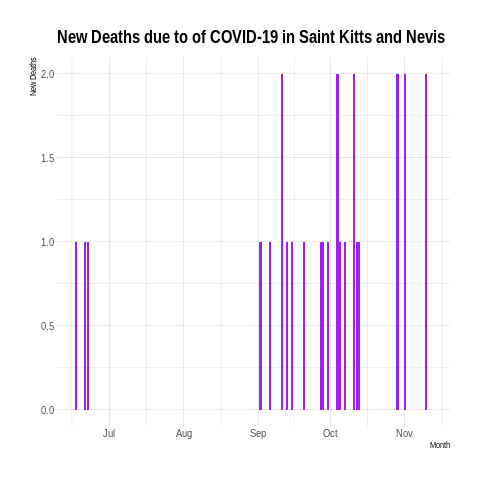 New Deaths due to of COVID-19 in Saint Kitts and Nevis
New Deaths
2.0
1.5
1.0
0.5
0.0
Jul Aug Sep Oct Nov
Month